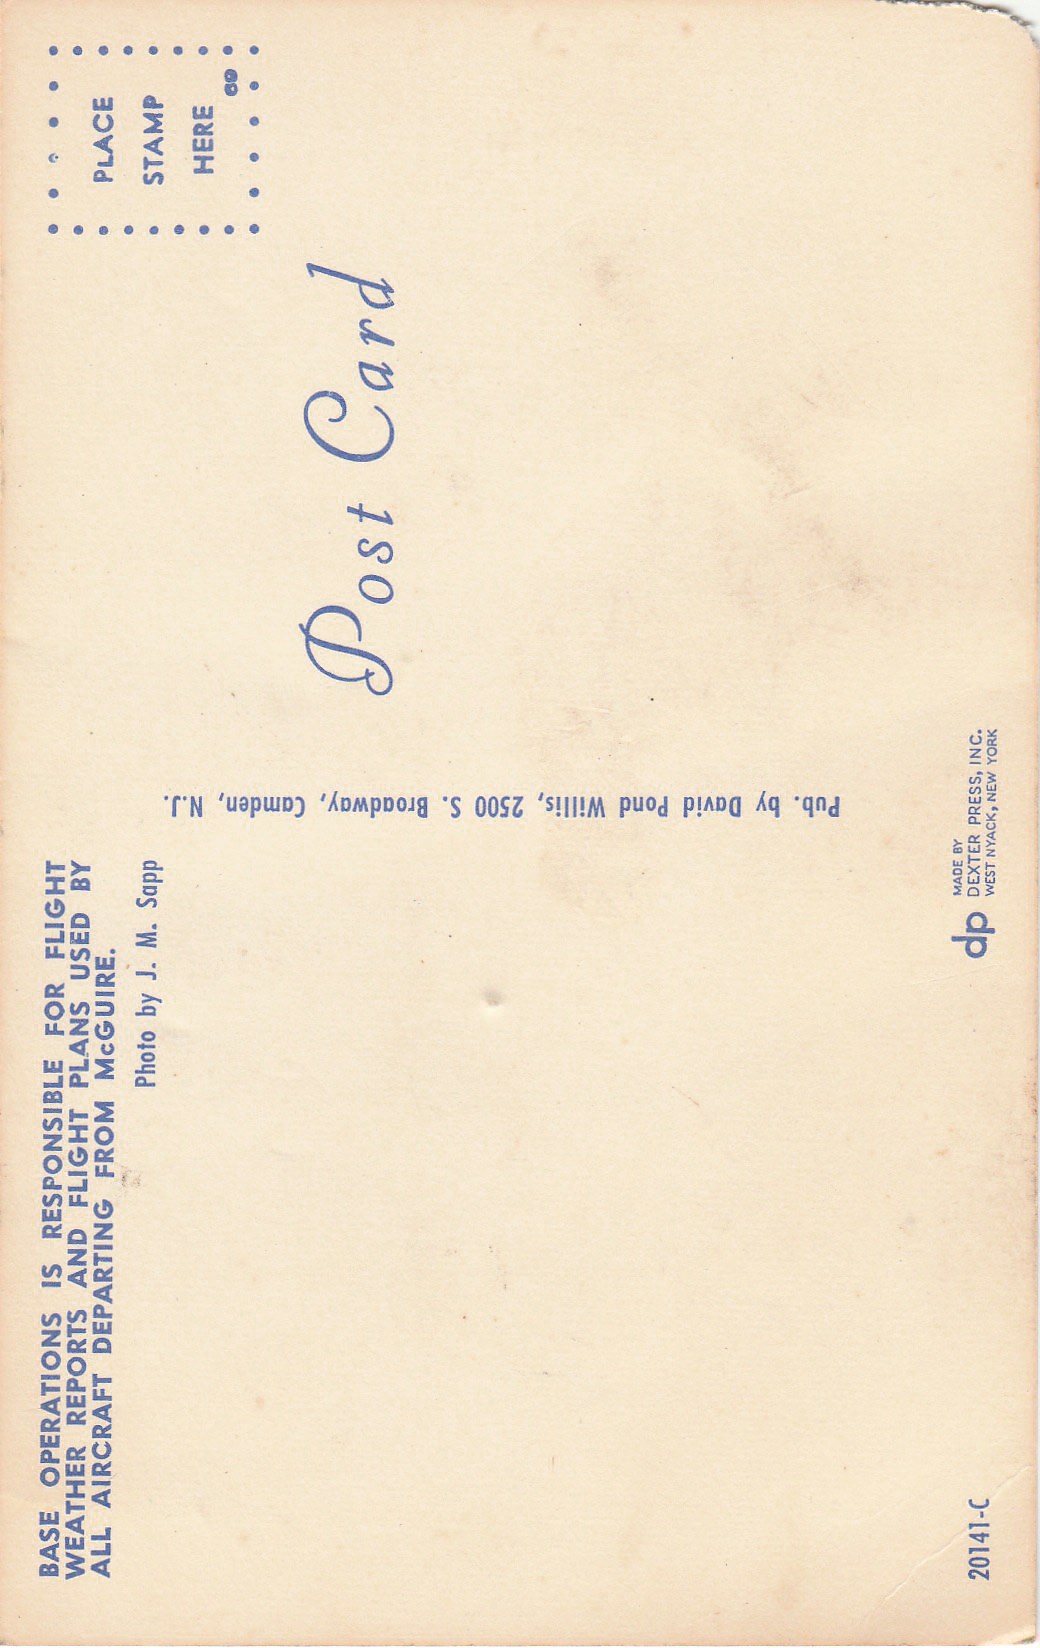 BASE OPERATIONS IS RESPONSIBLE FOR FLIGHT
WEATHER REPORTS AND FLIGHT PLANS USED BY
ALL AIRCRAFT DEPARTING FROM McGUIRE.
Photo by J. M. Sapp
Pub. by David Pond Willis, 2500 S. Broadway, Camden, N.J.
PLACE
STAMP
HERE
69
Post Card
20141-C
dp
MADE BY
DEXTER PRESS, INC.
WEST NYACK, NEW YORK